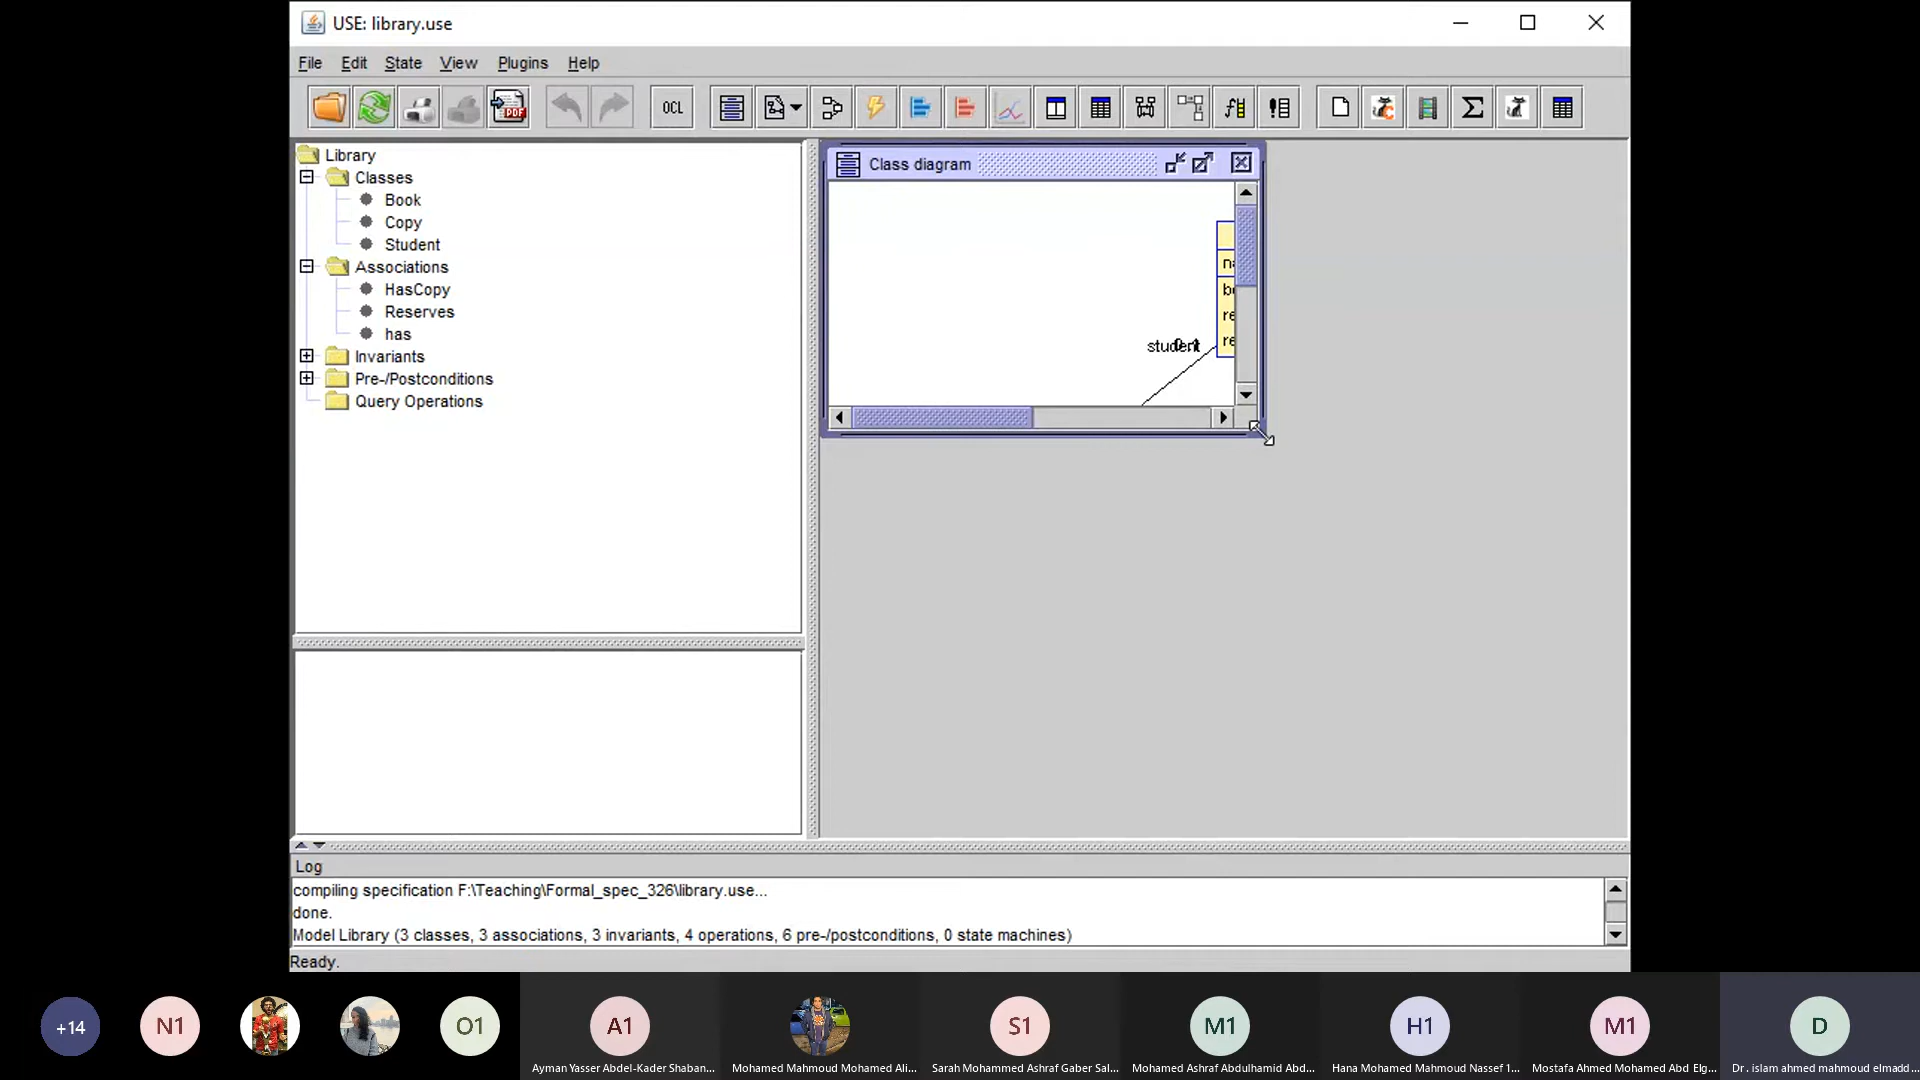 USE: library.use
File Edit State View Plugins Help
PDF OCL
Library
Classes
Book
Copy
Student
Associations
HasCopy
Reserves
has
Invariants
Pre-/Postconditions
Query Operations
Class diagram
student
Log
compiling specification F:\Teaching\Formal_spec_326\library.use...
done.
Model Library (3 classes, 3 associations, 3 invariants, 4 operations, 6 pre-/postconditions, 0 state machines)
Ready.
+14 N1 O1 A1 S1 M1 H1 M1 D
Ayman Yasser Abdel-Kader Shaban...
Mohamed Mahmoud Mohamed Ali...
Sarah Mohammed Ashraf Gaber Sal...
Mohamed Ashraf Abdulhamid Abd...
Hana Mohamed Mahmoud Nassef 1...
Mostafa Ahmed Mohamed Abd Elg...
Dr. islam ahmed mahmoud elmadd...